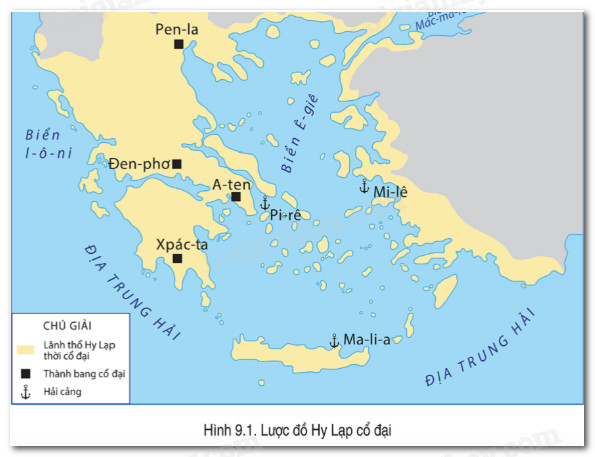 Mác-ma-
Pen-la
Biển
I-ô-ni
Biển Ê-giê
Đen-phơ
A-ten
Pi-rê
Mi-lê
Xpác-ta
ĐỊA TRUNG HẢI
Ma-li-a
ĐỊA TRUNG HẢI
CHÚ GIẢI
Lãnh thổ Hy Lạp
thời cổ đại
Thành bang cổ đại
Hải cảng
Hình 9.1. Lược đồ Hy Lạp cổ đại